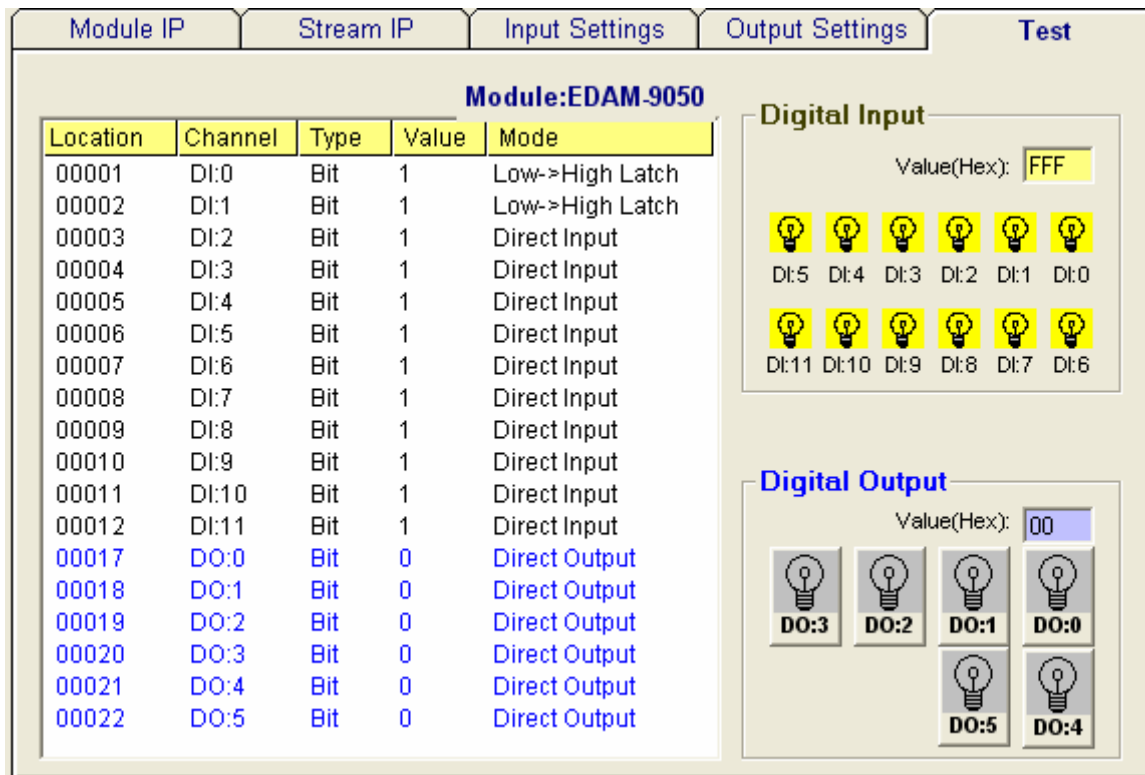 Module IP Stream IP Input Settings Output Settings Test
Module:EDAM-9050
Location Channel Type Value Mode
00001 DI:0 Bit 1 Low->High Latch
00002 DI:1 Bit 1 Low->High Latch
00003 DI:2 Bit 1 Direct Input
00004 DI:3 Bit 1 Direct Input
00005 DI:4 Bit 1 Direct Input
00006 DI:5 Bit 1 Direct Input
00007 DI:6 Bit 1 Direct Input
00008 DI:7 Bit 1 Direct Input
00009 DI:8 Bit 1 Direct Input
00010 DI:9 Bit 1 Direct Input
00011 DI:10 Bit 1 Direct Input
00012 DI:11 Bit 1 Direct Input
00017 DO:0 Bit 0 Direct Output
00018 DO:1 Bit 0 Direct Output
00019 DO:2 Bit 0 Direct Output
00020 DO:3 Bit 0 Direct Output
00021 DO:4 Bit 0 Direct Output
00022 DO:5 Bit 0 Direct Output
Digital Input
Value(Hex): FFF
DI:5 DI:4 DI:3 DI:2 DI:1 DI:0
DI:11 DI:10 DI:9 DI:8 DI:7 DI:6
Digital Output
Value(Hex): 00
DO:3 DO:2 DO:1 DO:0
DO:5 DO:4